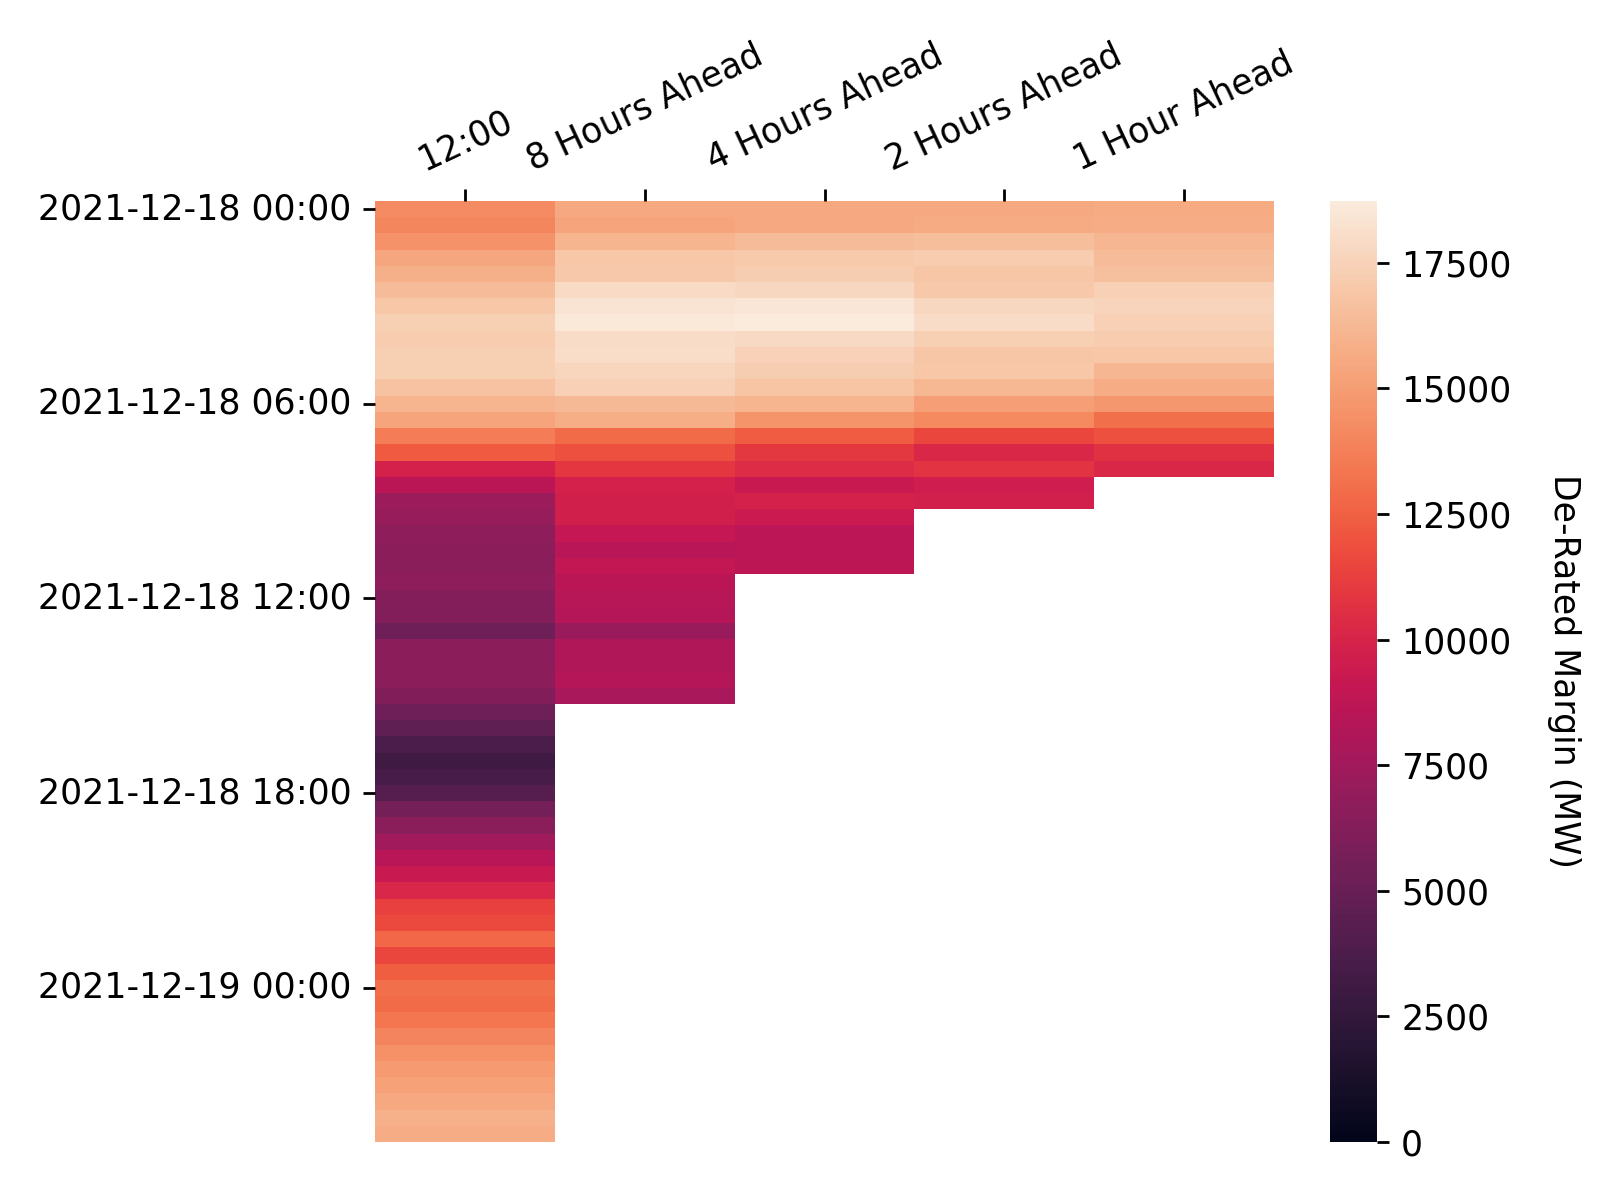 12:00
8 Hours Ahead
4 Hours Ahead
2 Hours Ahead
1 Hour Ahead
2021-12-18 00:00
2021-12-18 06:00
2021-12-18 12:00
2021-12-18 18:00
2021-12-19 00:00
17500
15000
12500
10000
7500
5000
2500
0
De-Rated Margin (MW)